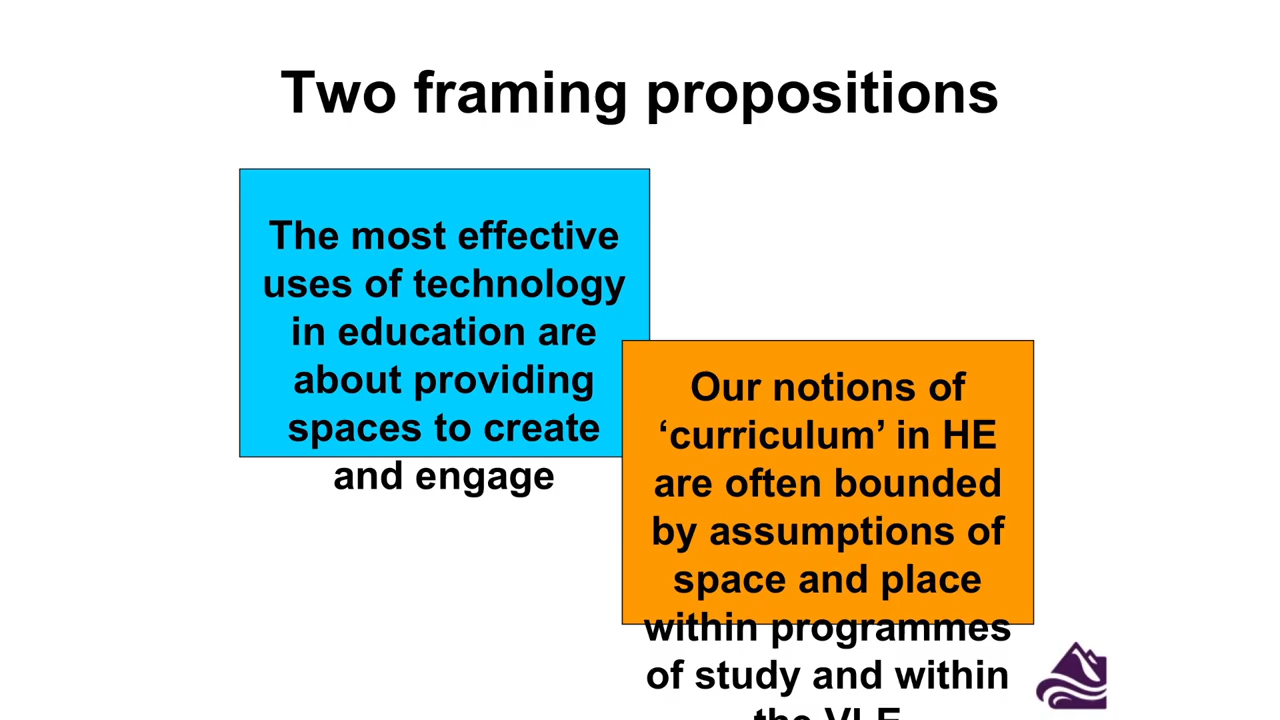 Two framing propositions
The most effective
uses of technology
in education are
about providing
spaces to create
and engage
Our notions of
‘curriculum’ in HE
are often bounded
by assumptions of
space and place
within programmes
of study and within
the VLE